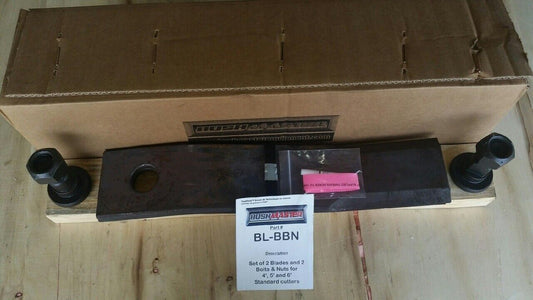 BUSHMASTER
BUSHMASTER
Part #
BL-BBN
Description
Set of 2 Blades and 2
Bolts & Nuts for
4', 5' and 6'
Standard cutters